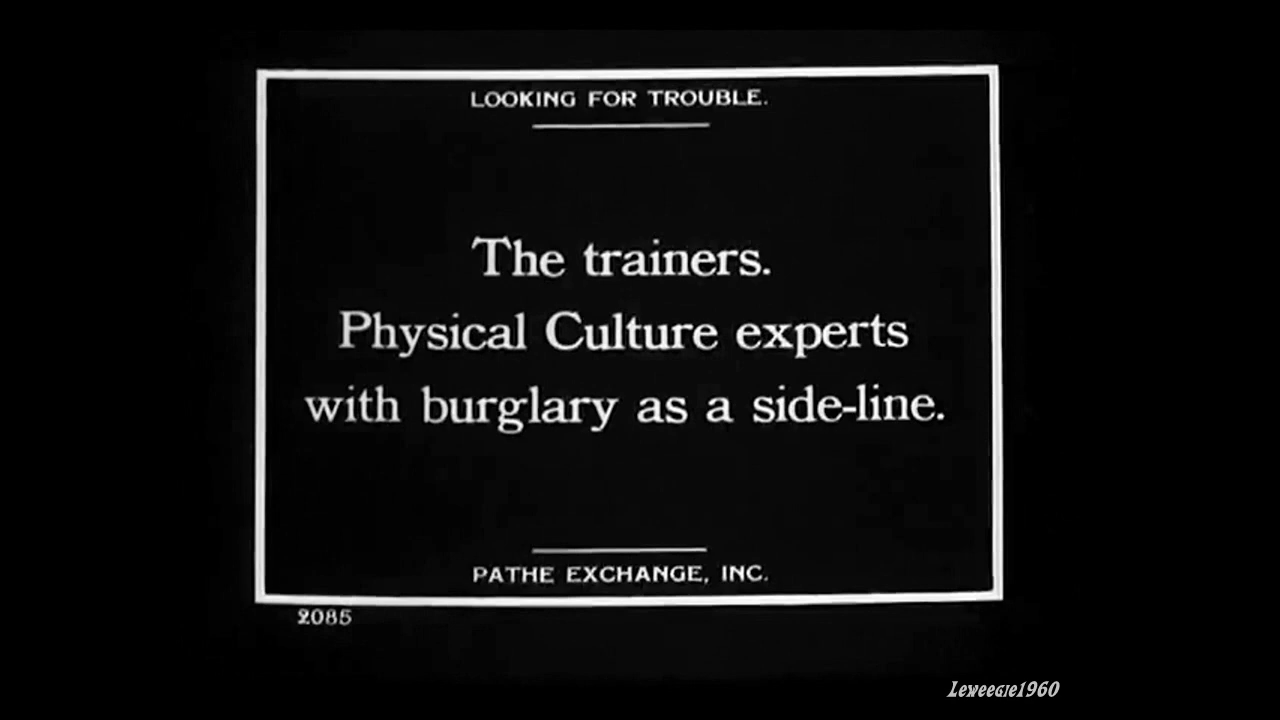 LOOKING FOR TROUBLE.
The trainers.
Physical Culture experts
with burglary as a side-line.
PATHE EXCHANGE, INC.
2085
Leweegie1960